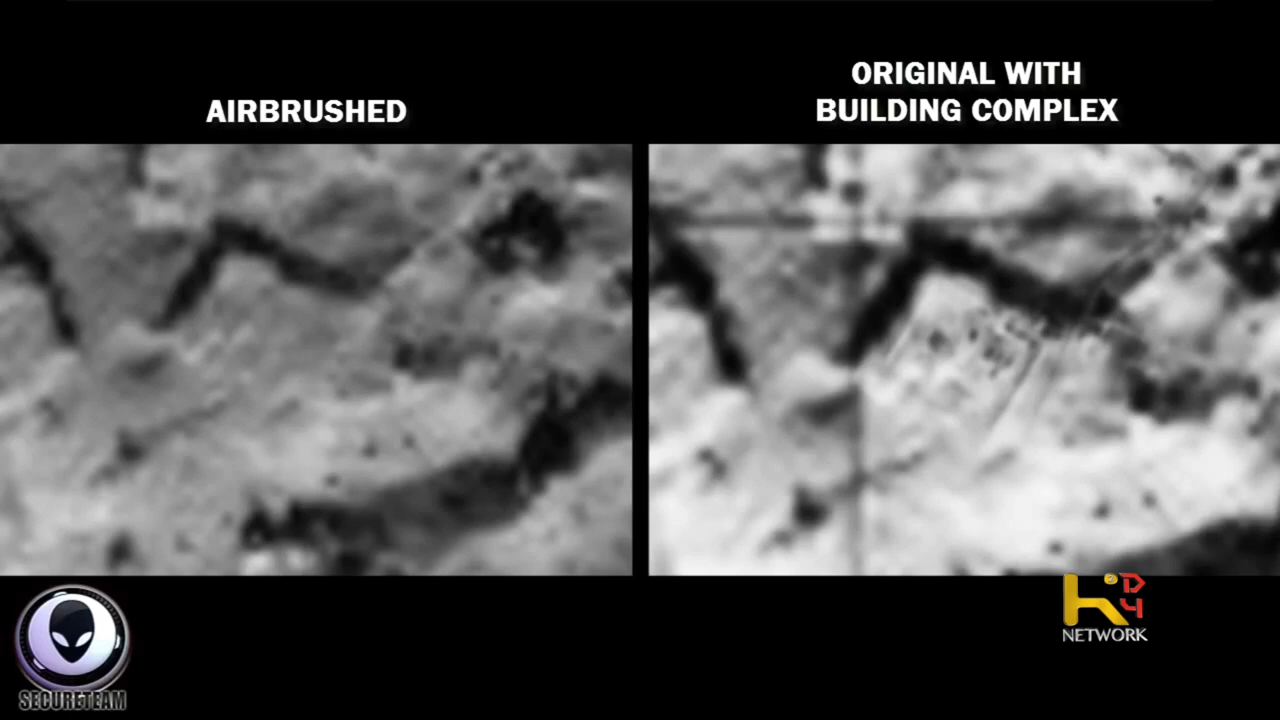 AIRBRUSHED
ORIGINAL WITH
BUILDING COMPLEX
SECURETEAM
NETWORK